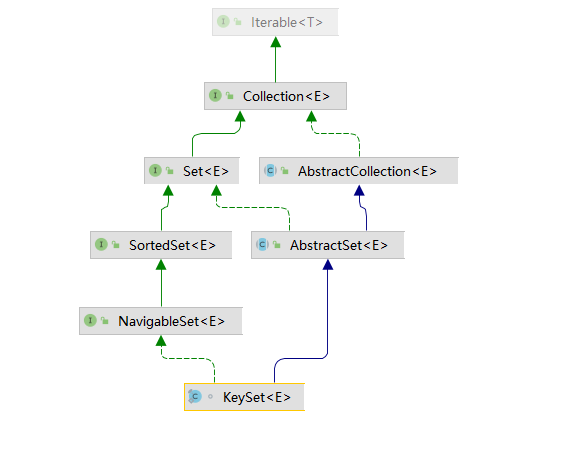 Iterable<T>
Collection<E>
Set<E>
AbstractCollection<E>
SortedSet<E>
AbstractSet<E>
NavigableSet<E>
KeySet<E>